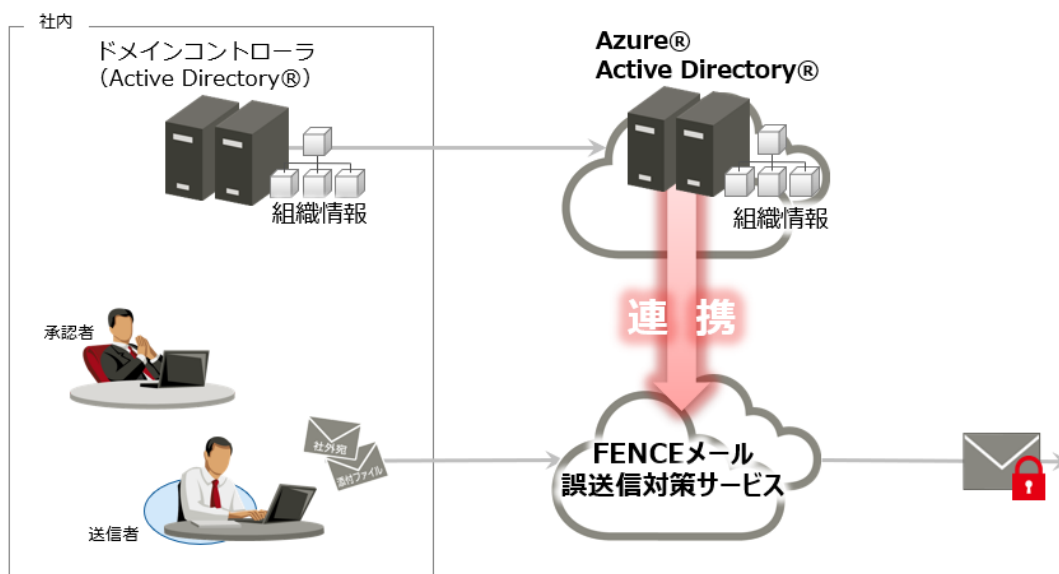 社内
ドメインコントローラ
（Active Directory®）
組織情報
Azure®
Active Directory®
組織情報
連携
承認者
社外宛
添付ファイル
送信者
FENCEメール
誤送信対策サービス